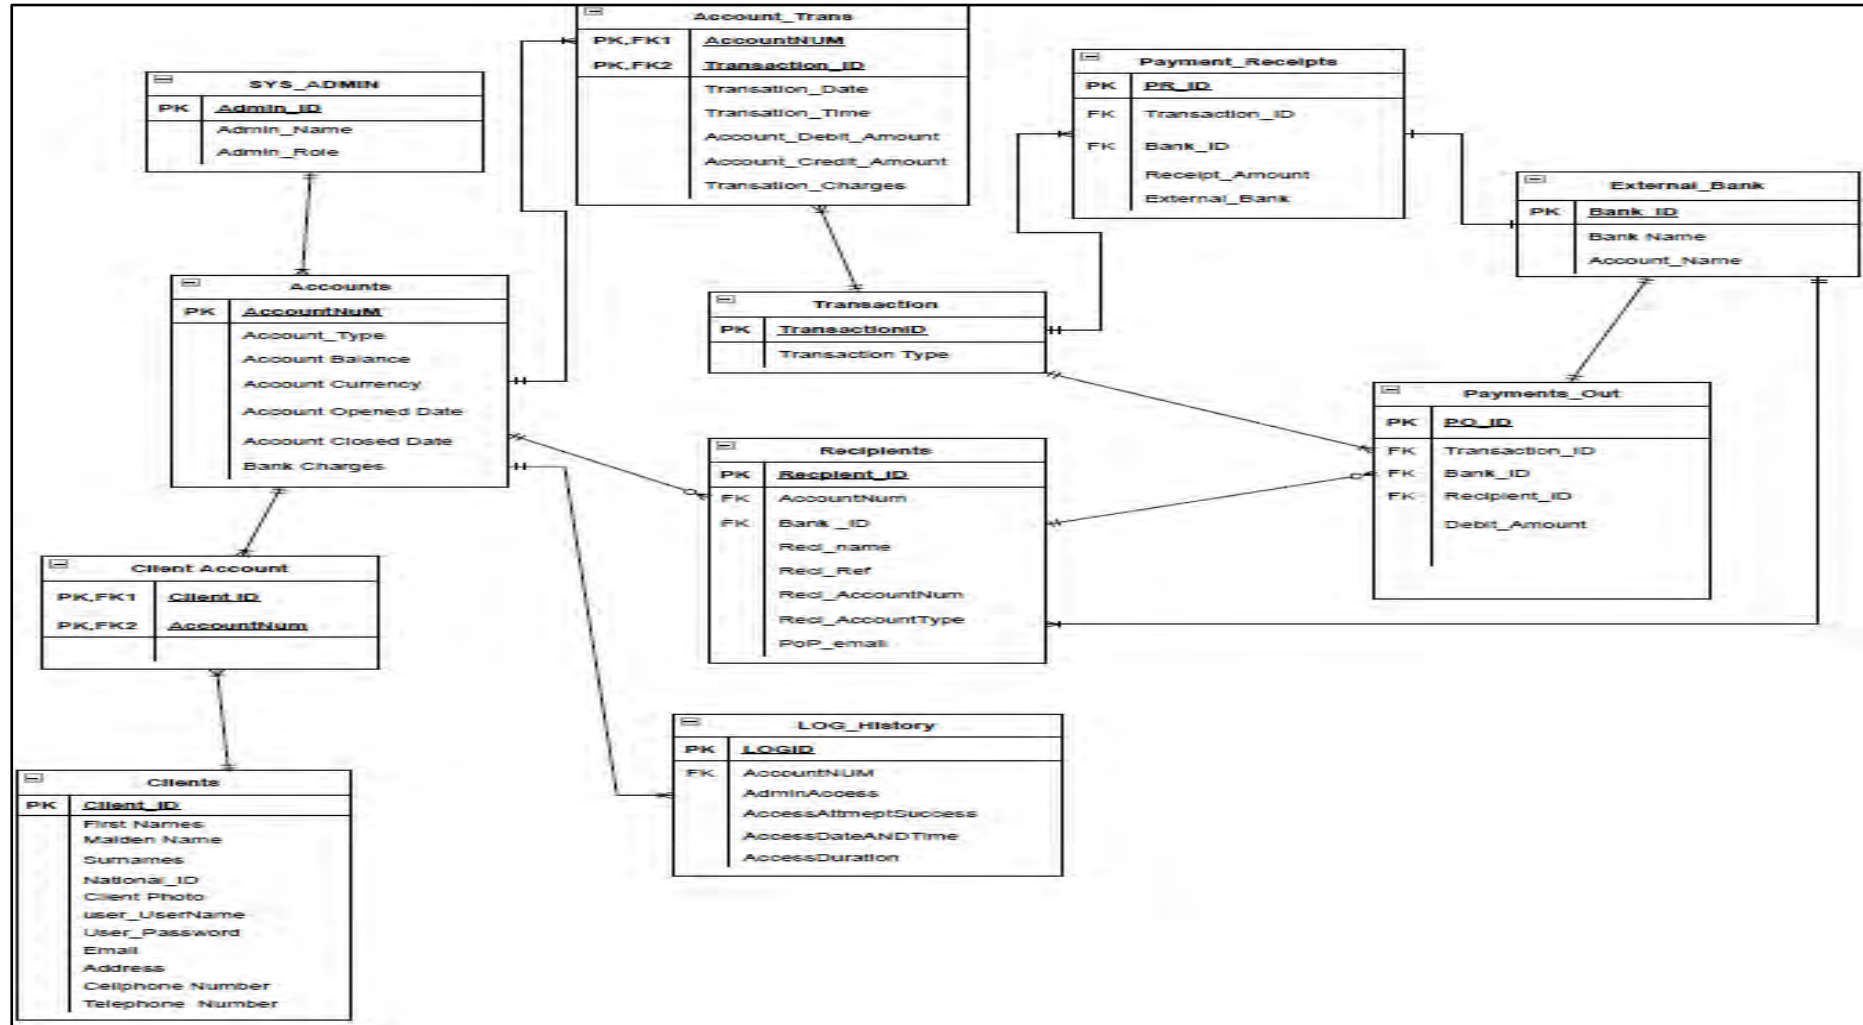 Account_Trans
PK,FK1 AccountNUM
PK,FK2 Transaction_ID
Transation_Date
Transation_Time
Account_Debit_Amount
Account_Credit_Amount
Transation_Charges
SYS_ADMIN
PK Admin_ID
Admin_Name
Admin_Role
Payment_Receipts
PK PR_ID
FK Transaction_ID
FK Bank_ID
Receipt_Amount
External_Bank
External_Bank
PK Bank_ID
Bank Name
Account_Name
Accounts
PK AccountNuM
Account_Type
Account Balance
Account Currency
Account Opened Date
Account Closed Date
Bank Charges
Transaction
PK TransactionID
Transaction Type
Payments_Out
PK PO_ID
FK Transaction_ID
FK Bank_ID
FK Recipient_ID
Debit_Amount
Recipients
PK Recpient_ID
FK AccountNum
FK Bank _ID
Reci_name
Reci_Ref
Reci_AccountNum
Reci_AccountType
PoP_email
Client Account
PK,FK1 Client ID
PK,FK2 AccountNum
LOG_History
PK LOGID
FK AccountNUM
AdminAccess
AccessAttmeptSuccess
AccessDateANDTime
AccessDuration
Clients
PK Client_ID
First Names
Maiden Name
Surnames
National_ID
Client Photo
user_UserName
User_Password
Email
Address
Cellphone Number
Telephone Number